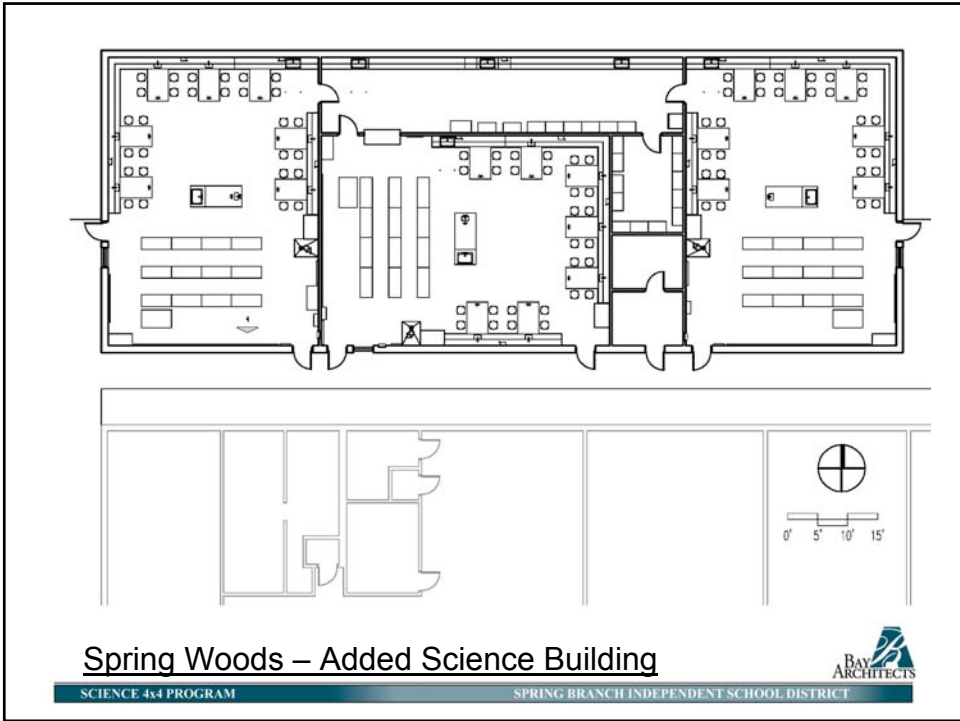 0' 5' 10' 15'
Spring Woods – Added Science Building
BAY
ARCHITECTS
SCIENCE 4x4 PROGRAM
SPRING BRANCH INDEPENDENT SCHOOL DISTRICT